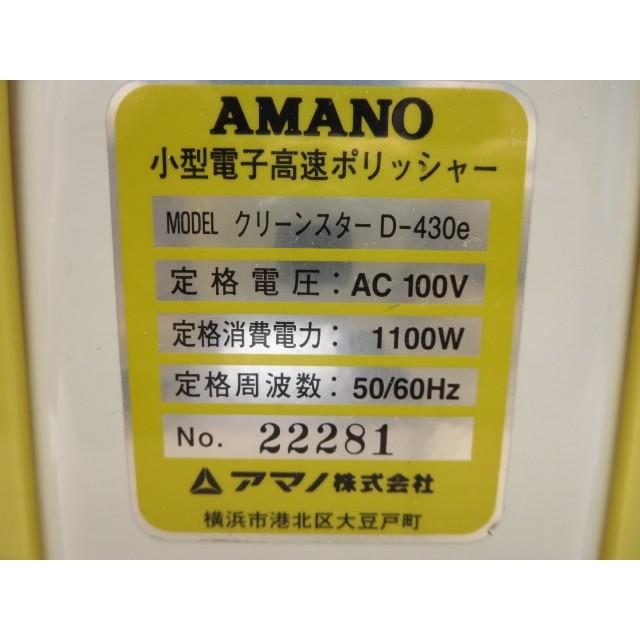 AMANO
小型電子高速ポリッシャー
MODEL クリーンスター D-430e
定格電圧：AC 100V
定格消費電力：1100W
定格周波数：50/60Hz
No. 22281
アマノ株式会社
横浜市港北区大豆戸町